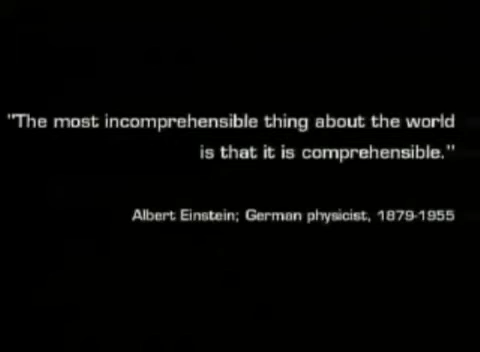 "The most incomprehensible thing about the world
is that it is comprehensible."
Albert Einstein; German physicist, 1879-1955